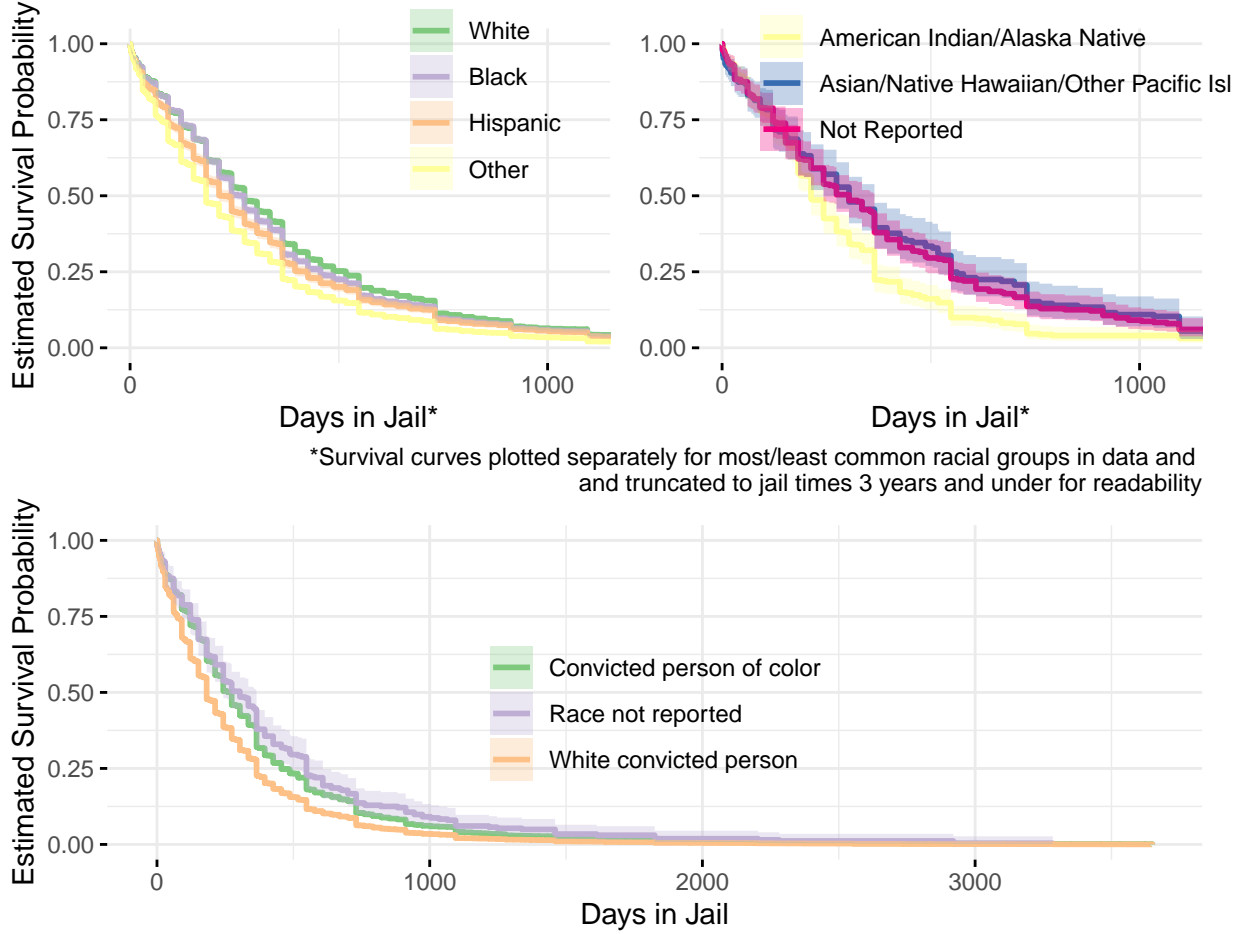 Estimated Survival Probability
1.00
0.75
0.50
0.25
0.00
0
1000
Days in Jail*
White
Black
Hispanic
Other
1.00
0.75
0.50
0.25
0.00
0
1000
Days in Jail*
American Indian/Alaska Native
Asian/Native Hawaiian/Other Pacific Isl
Not Reported
*Survival curves plotted separately for most/least common racial groups in data and
and truncated to jail times 3 years and under for readability
Estimated Survival Probability
1.00
0.75
0.50
0.25
0.00
0
1000
2000
3000
Days in Jail
Convicted person of color
Race not reported
White convicted person